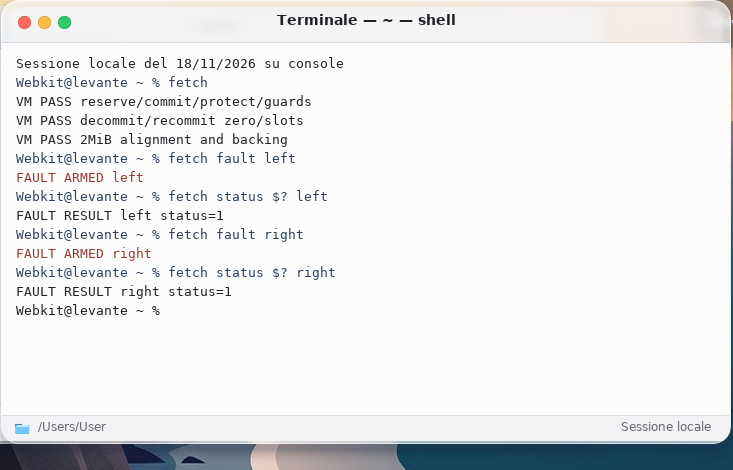 Terminale — ~ — shell
Sessione locale del 18/11/2026 su console
Webkit@levante ~ % fetch
VM PASS reserve/commit/protect/guards
VM PASS decommit/recommit zero/slots
VM PASS 2MiB alignment and backing
Webkit@levante ~ % fetch fault left
FAULT ARMED left
Webkit@levante ~ % fetch status $? left
FAULT RESULT left status=1
Webkit@levante ~ % fetch fault right
FAULT ARMED right
Webkit@levante ~ % fetch status $? right
FAULT RESULT right status=1
Webkit@levante ~ %
/Users/User
Sessione locale